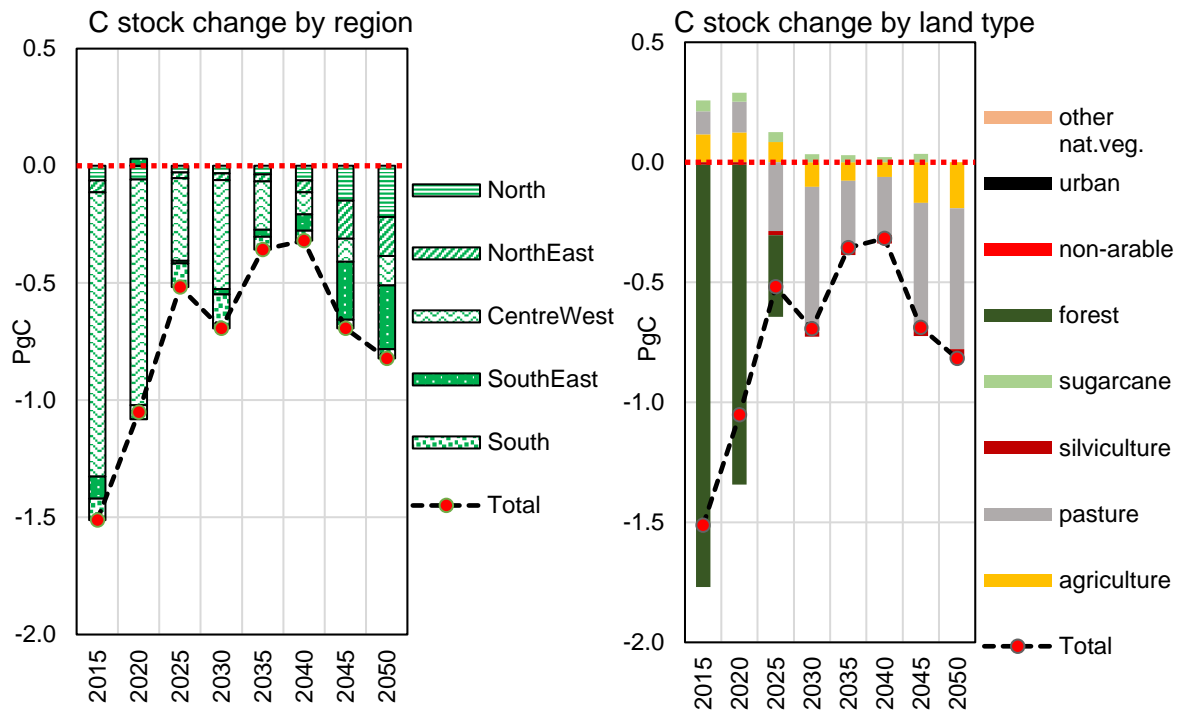 C stock change by region
0.5
0.0
-0.5
-1.0
-1.5
-2.0
PgC
2015
2020
2025
2030
2035
2040
2045
2050
North
NorthEast
CentreWest
SouthEast
South
Total
C stock change by land type
0.5
0.0
-0.5
-1.0
-1.5
-2.0
PgC
2015
2020
2025
2030
2035
2040
2045
2050
other
nat.veg.
urban
non-arable
forest
sugarcane
silviculture
pasture
agriculture
Total